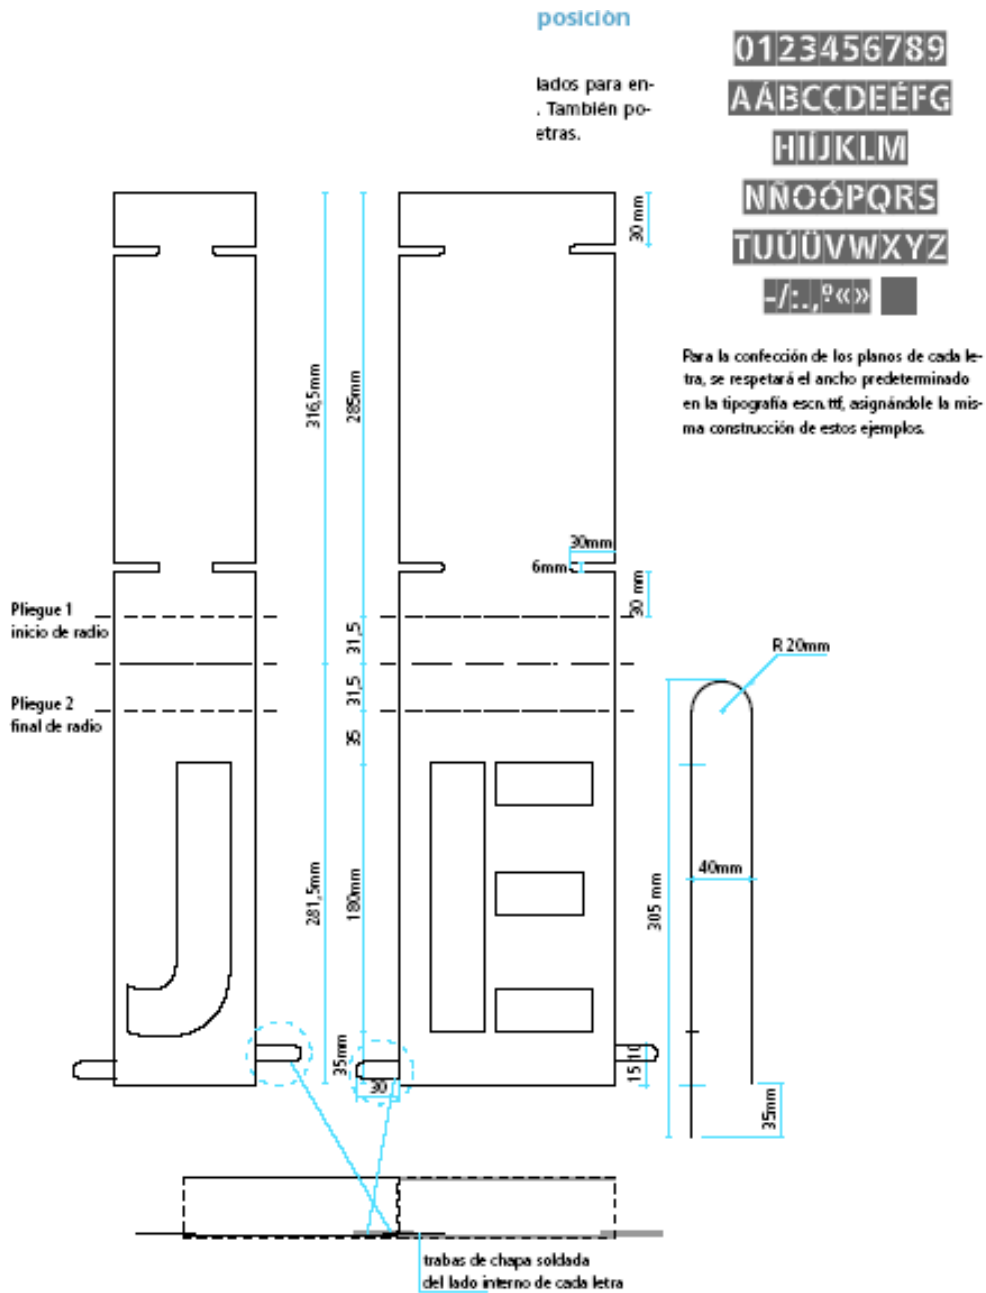 posición
lados para en-
. También po-
etras.
0123456789
AÁBCÇDEÉFG
HIÍJKLM
NÑOÓPQRS
TUÚÜVWXYZ
-/:.,º«»
Para la confección de los planos de cada le-
tra, se respetará el ancho predeterminado
en la tipografía escn.ttf, asignándole la mis-
ma construcción de estos ejemplos.
30 mm
316,5mm
285mm
30mm
6mm
30 mm
Pliegue 1
inicio de radio
31,5
Pliegue 2
final de radio
31,5
35
R 20mm
281,5mm
180mm
305 mm
40mm
35mm
30
15
10
35mm
trabas de chapa soldada
del lado interno de cada letra